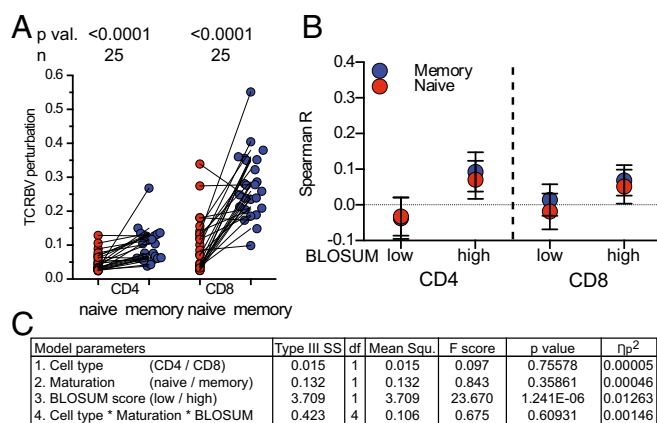 A
p val. <0.0001 <0.0001
n 25 25
TCRBV perturbation
0.6
0.5
0.4
0.3
0.2
0.1
0.0
CD4 CD8
naive memory naive memory
B
Memory
Naive
Spearman R
0.4
0.3
0.2
0.1
0.0
-0.1
BLOSUM low high low high
CD4 CD8
C
Model parameters Type III SS df Mean Squ. F score p value ηp²
1. Cell type (CD4 / CD8) 0.015 1 0.015 0.097 0.75578 0.00005
2. Maturation (naive / memory) 0.132 1 0.132 0.843 0.35861 0.00046
3. BLOSUM score (low / high) 3.709 1 3.709 23.670 1.241E-06 0.01263
4. Cell type * Maturation * BLOSUM 0.423 4 0.106 0.675 0.60931 0.00146